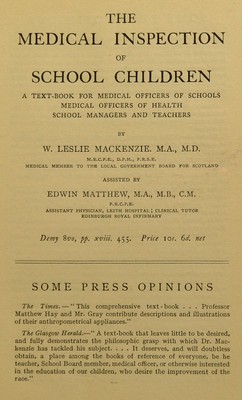 THE
MEDICAL INSPECTION
OF
SCHOOL CHILDREN
A TEXT-BOOK FOR MEDICAL OFFICERS OF SCHOOLS
MEDICAL OFFICERS OF HEALTH
SCHOOL MANAGERS AND TEACHERS
BY
W. LESLIE MACKENZIE. M.A., M.D.
M.R.C.P.E., D.P.H., F.R.S.E.
MEDICAL MEMBER TO THE LOCAL GOVERNMENT BOARD FOR SCOTLAND
ASSISTED BY
EDWIN MATTHEW, M.A., M.B., C.M.
F.R.C.P.E.
ASSISTANT PHYSICIAN, LEITH HOSPITAL; CLINICAL TUTOR
EDINBURGH ROYAL INFIRMARY
Demy 8vo, pp. xviii. 455. Price 10s. 6d. net
SOME PRESS OPINIONS
The Times.—"This comprehensive text-book . . . Professor
Matthew Hay and Mr. Gray contribute descriptions and illustrations
of their anthropometrical appliances."
The Glasgow Herald.—" A text-book that leaves little to be desired,
and fully demonstrates the philosophic grasp with which Dr. Mac-
kenzie has tackled his subject. . . . It deserves, and will doubtless
obtain, a place among the books of reference of everyone, be he
teacher, School Board member, medical officer, or otherwise interested
in the education of our children, who desires the improvement of the
race."